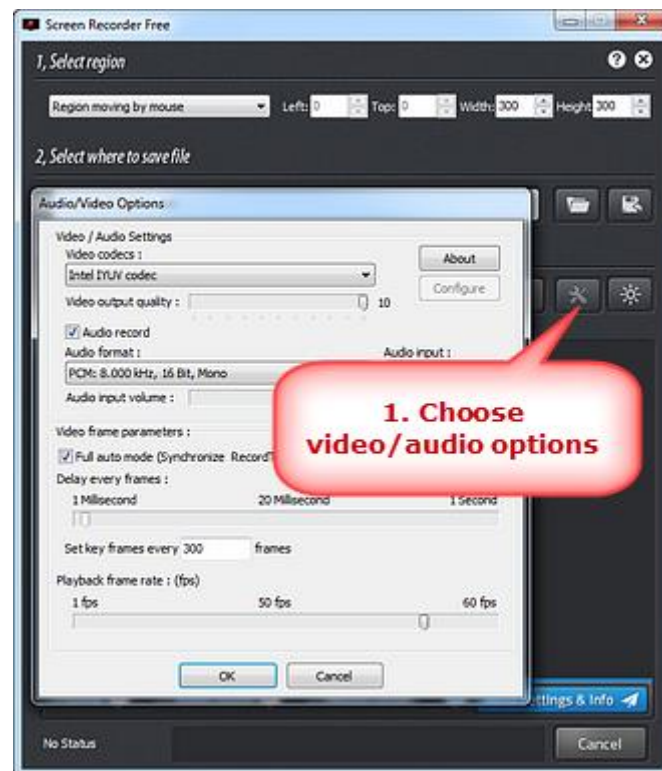 Screen Recorder Free
1, Select region
Region moving by mouse Left: 0 Top: 0 Width: 300 Height 300
2, Select where to save file
Audio/Video Options
Video / Audio Settings
Video codecs :
Intel IYUV codec
About
Configure
Video output quality : 10
Audio record
Audio format : Audio input :
PCM: 8.000 kHz, 16 Bit, Mono
Audio input volume :
1. Choose
video/audio options
Video frame parameters :
Full auto mode (Synchronize Record
Delay every frames :
1 Millisecond 20 Millisecond 1 Second
Set key frames every 300 frames
Playback frame rate : (fps)
1 fps 50 fps 60 fps
OK Cancel
& Info
No Status Cancel